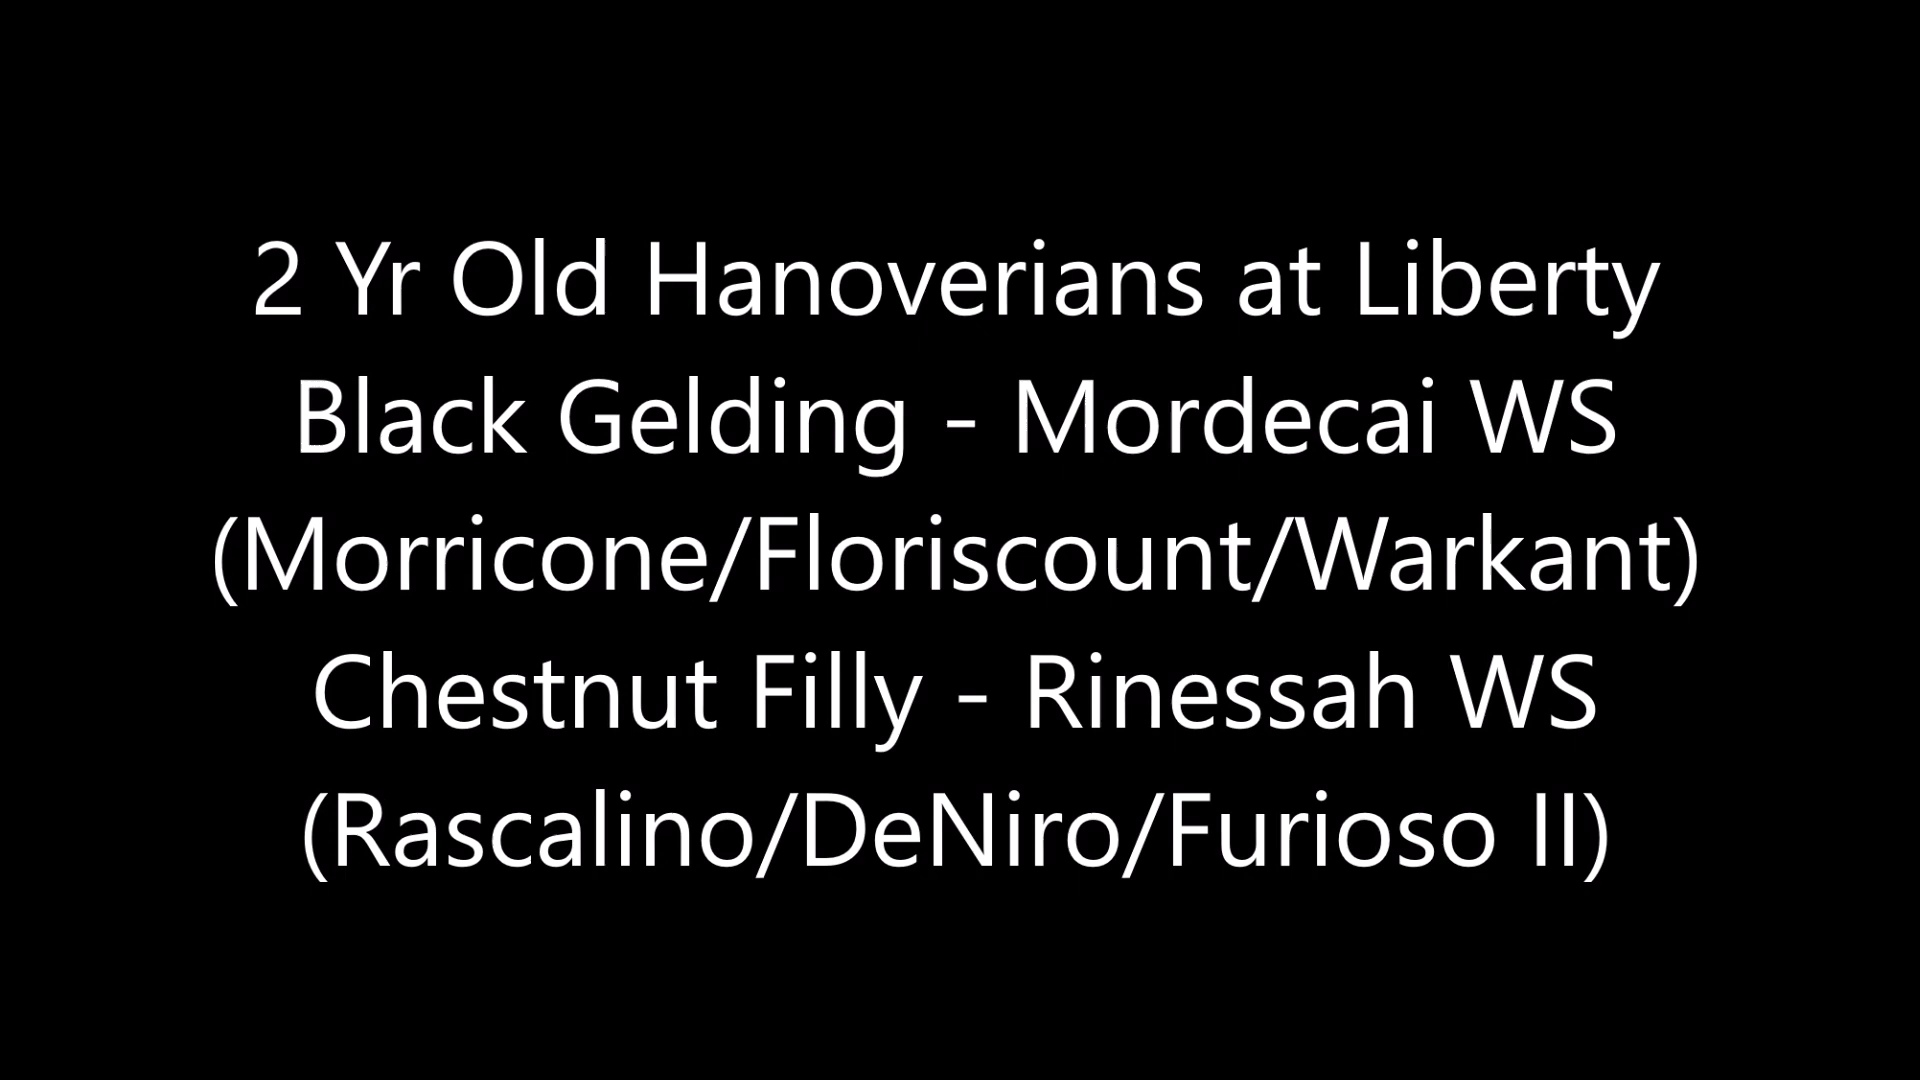 2 Yr Old Hanoverians at Liberty
Black Gelding - Mordecai WS
(Morricone/Floriscount/Warkant)
Chestnut Filly - Rinessah WS
(Rascalino/DeNiro/Furioso II)